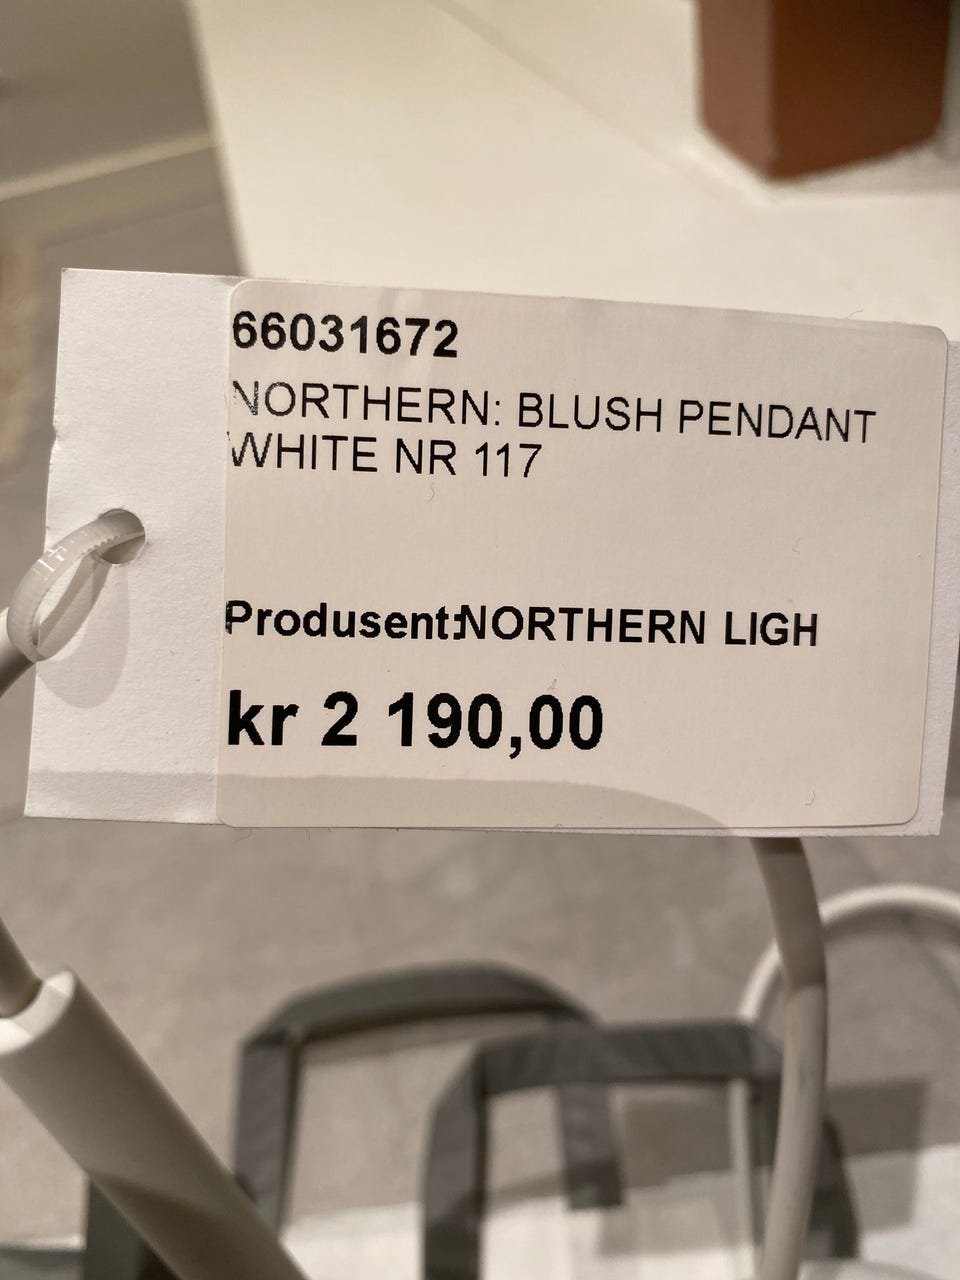 66031672
NORTHERN: BLUSH PENDANT
WHITE NR 117
Produsent:NORTHERN LIGH
kr 2 190,00